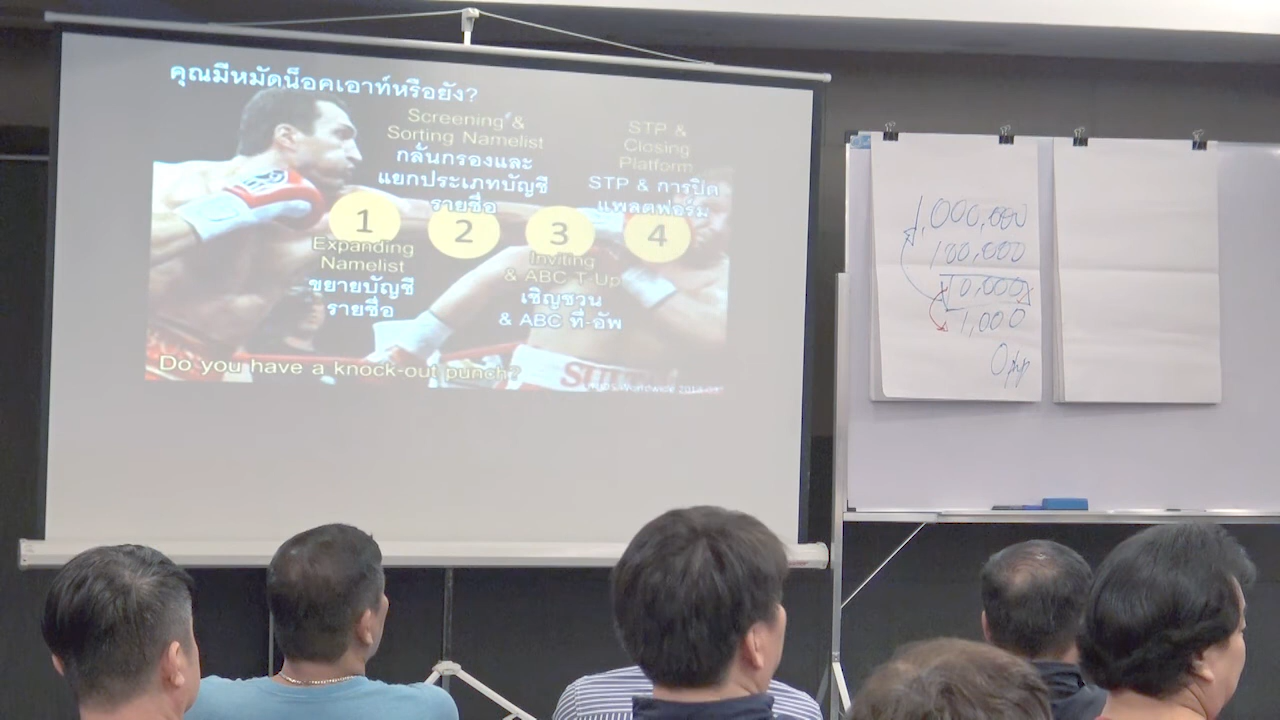 คุณมีหมัดน็อคเอาท์หรือยัง?
Screening &
Sorting Namelist
กลั่นกรองและ
แยกประเภทบัญชี
รายชื่อ
STP &
Closing
Platform
STP & การปิด
แพลตฟอร์ม
1
2
3
4
Expanding
Namelist
ขยายบัญชี
รายชื่อ
Inviting
& ABC T-Up
เชิญชวน
& ABC ที-อัพ
Do you have a knock-out punch?
Worldwide
1,000,000
100,000
10,000
1,000